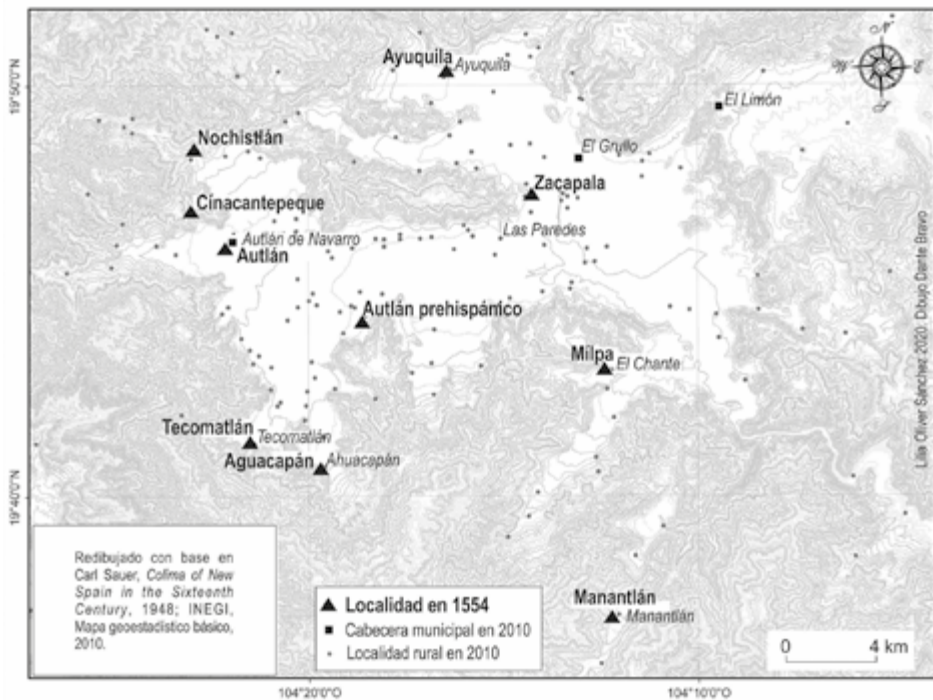 Ayuquila
Ayuquila
19°50'0"N
El Limón
Nochistlán
El Grullo
Zacapala
Cinacantepeque
Las Paredes
Autlán de Navarro
Autlán
Autlán prehispánico
Milpa
El Chante
Tecomatlán
Tecomatlán
Aguacapán
Ahuacapán
19°40'0"N
Manantlán
Manantlán
Redibujado con base en
Carl Sauer, Colima of New
Spain in the Sixteenth
Century, 1948; INEGI,
Mapa geoestadístico básico,
2010.
Localidad en 1554
Cabecera municipal en 2010
Localidad rural en 2010
0 4 km
104°20'0"O
104°10'0"O
Lilia Oliver Sánchez 2020. Dibujo Dante Bravo